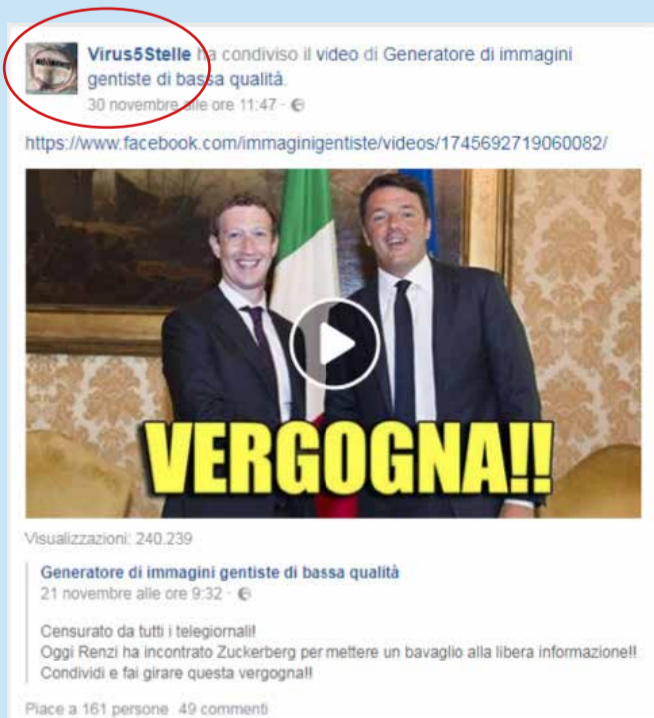 Virus5Stelle ha condiviso il video di Generatore di immagini
gentiste di bassa qualità.
30 novembre alle ore 11:47 ·
https://www.facebook.com/immaginigentiste/videos/1745692719060082/
VERGOGNA!!
Visualizzazioni: 240.239
Generatore di immagini gentiste di bassa qualità
21 novembre alle ore 9:32 ·
Censurato da tutti i telegiornali!
Oggi Renzi ha incontrato Zuckerberg per mettere un bavaglio alla libera informazione!!
Condividi e fai girare questa vergogna!!
Piace a 161 persone 49 commenti